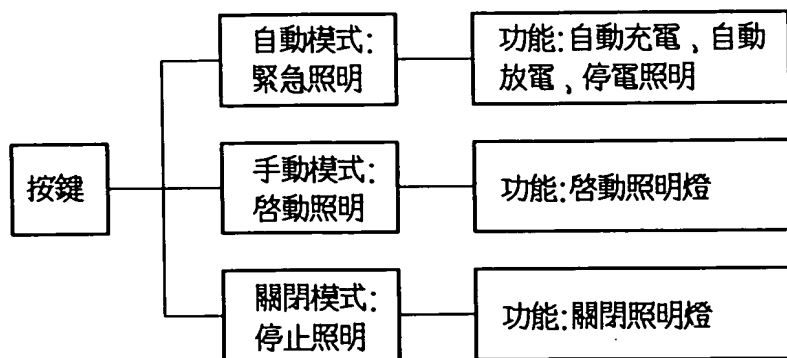 按鍵
自動模式:
緊急照明
功能:自動充電、自動
放電、停電照明
手動模式:
啓動照明
功能:啓動照明燈
關閉模式:
停止照明
功能:關閉照明燈